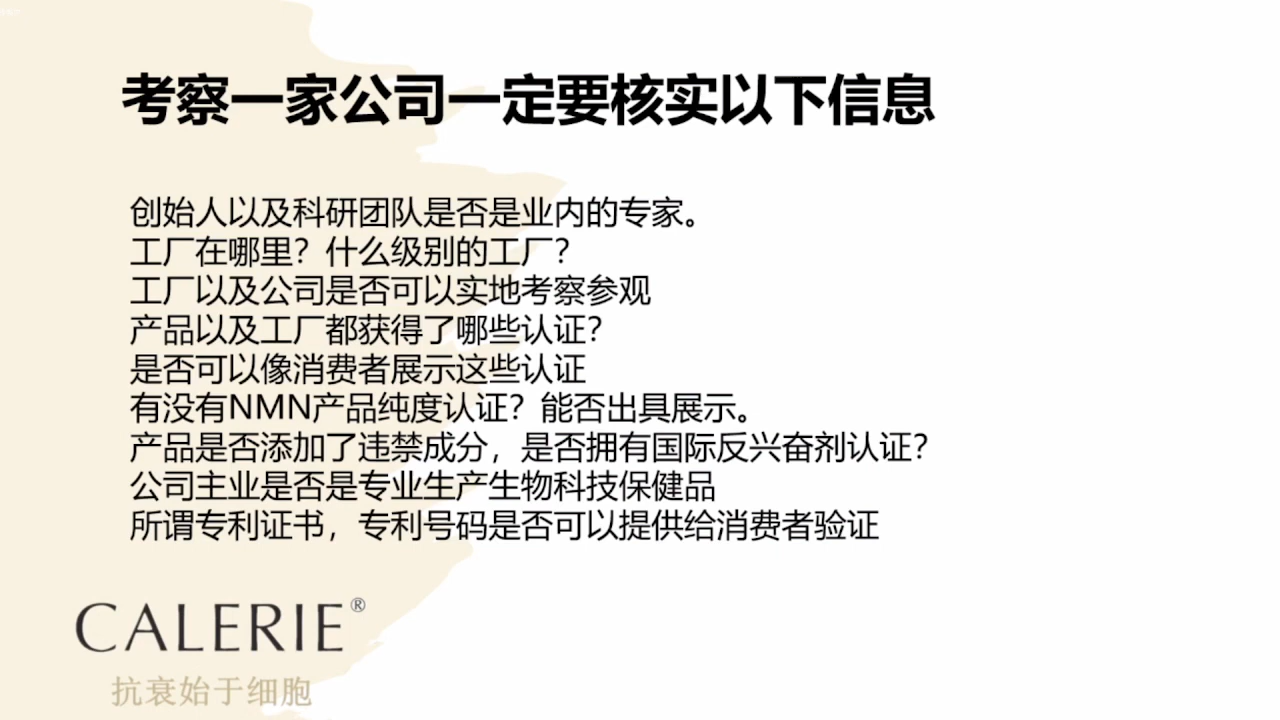 考察一家公司一定要核实以下信息
创始人以及科研团队是否是业内的专家。
工厂在哪里？什么级别的工厂？
工厂以及公司是否可以实地考察参观
产品以及工厂都获得了哪些认证？
是否可以像消费者展示这些认证
有没有NMN产品纯度认证？能否出具展示。
产品是否添加了违禁成分，是否拥有国际反兴奋剂认证？
公司主业是否是专业生产生物科技保健品
所谓专利证书，专利号码是否可以提供给消费者验证
CALERIE®
抗衰始于细胞